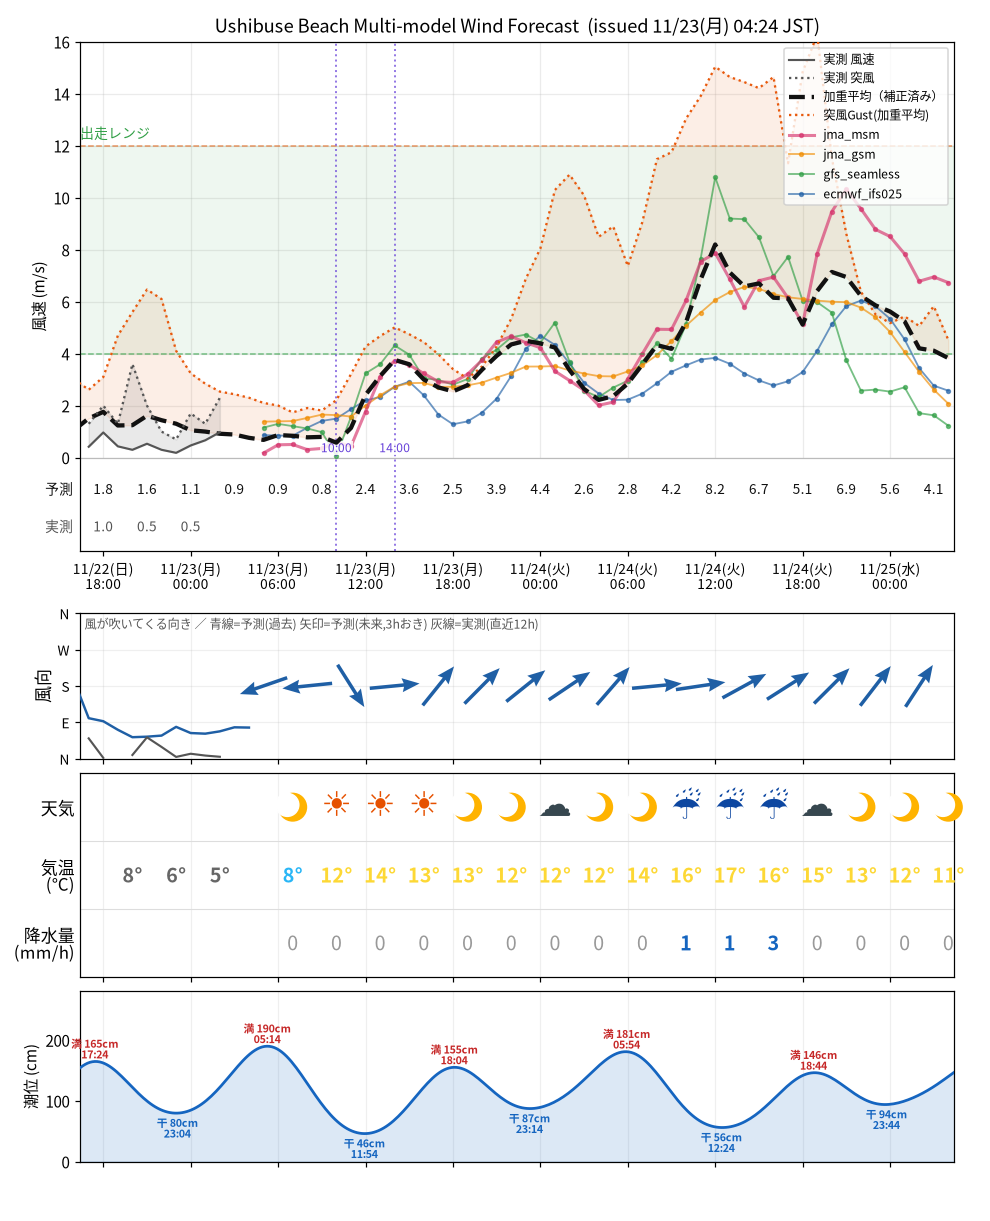 Ushibuse Beach Multi-model Wind Forecast (issued 11/23(月) 04:24 JST)
風速 (m/s)
16
14
12
10
8
6
4
2
0
出走レンジ
実測 風速
実測 突風
加重平均（補正済み）
突風Gust(加重平均)
jma_msm
jma_gsm
gfs_seamless
ecmwf_ifs025
10:00
14:00
予測 1.8 1.6 1.1 0.9 0.9 0.8 2.4 3.6 2.5 3.9 4.4 2.6 2.8 4.2 8.2 6.7 5.1 6.9 5.6 4.1
実測 1.0 0.5 0.5
11/22(日) 11/23(月) 11/23(月) 11/23(月) 11/23(月) 11/24(火) 11/24(火) 11/24(火) 11/24(火) 11/25(水)
18:00 00:00 06:00 12:00 18:00 00:00 06:00 12:00 18:00 00:00
風向
N
W
S
E
N
風が吹いてくる向き ／ 青線=予測(過去) 矢印=予測(未来,3hおき) 灰線=実測(直近12h)
天気
気温
(℃)
8° 6° 5° 8° 12° 14° 13° 13° 12° 12° 12° 14° 16° 17° 16° 15° 13° 12° 11°
降水量
(mm/h)
0 0 0 0 0 0 0 0 0 1 1 3 0 0 0 0
潮位 (cm)
200
100
0
満 165cm
17:24
干 80cm
23:04
満 190cm
05:14
干 46cm
11:54
満 155cm
18:04
干 87cm
23:14
満 181cm
05:54
干 56cm
12:24
満 146cm
18:44
干 94cm
23:44